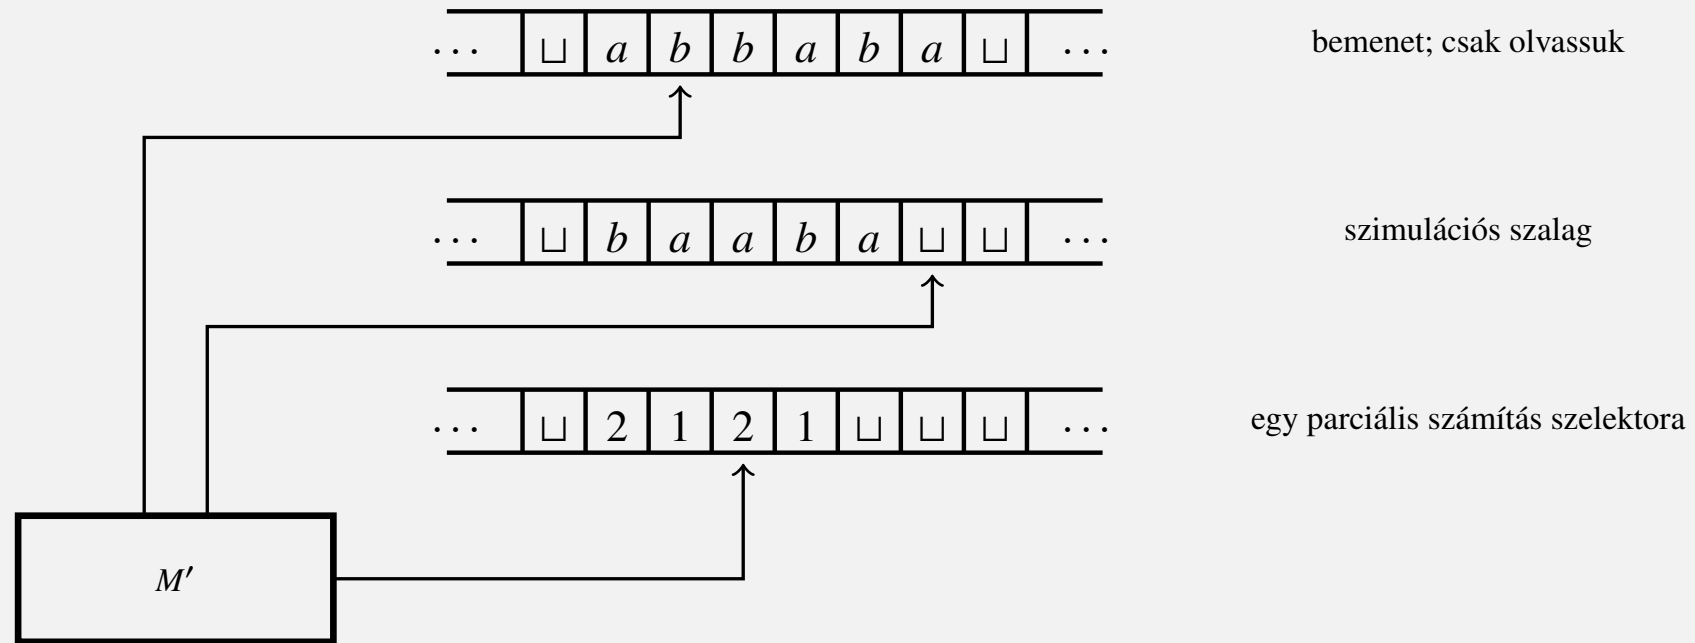 … ⊔ a b b a b a ⊔ … bemenet; csak olvassuk
… ⊔ b a a b a ⊔ ⊔ … szimulációs szalag
… ⊔ 2 1 2 1 ⊔ ⊔ ⊔ … egy parciális számítás szelektora
M′